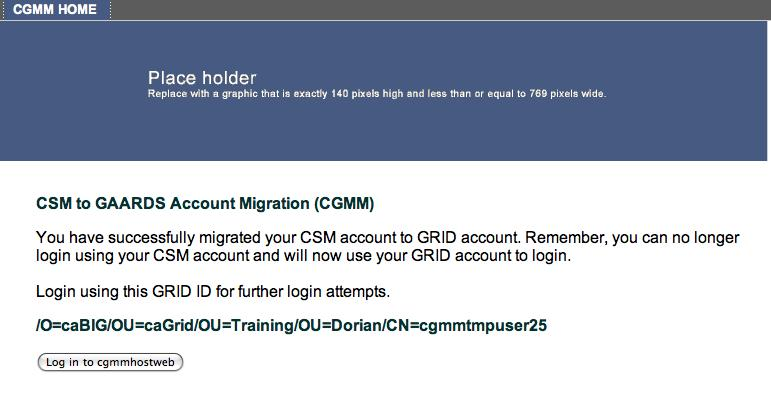 CGMM HOME
Place holder
Replace with a graphic that is exactly 140 pixels high and less than or equal to 769 pixels wide.
CSM to GAARDS Account Migration (CGMM)
You have successfully migrated your CSM account to GRID account. Remember, you can no longer
login using your CSM account and will now use your GRID account to login.
Login using this GRID ID for further login attempts.
/O=caBIG/OU=caGrid/OU=Training/OU=Dorian/CN=cgmmtmpuser25
Log in to cgmmhostweb